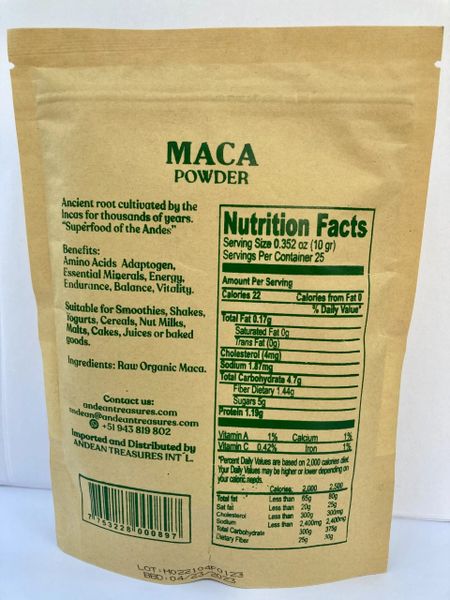 MACA
POWDER
Ancient root cultivated by the
Incas for thousands of years.
"Superfood of the Andes"
Benefits:
Amino Acids Adaptogen,
Essential Minerals, Energy,
Endurance, Balance, Vitality.
Suitable for Smoothies, Shakes,
Yogurts, Cereals, Nut Milks,
Malts, Cakes, Juices or baked
goods.
Ingredients: Raw Organic Maca.
Contact us:
andeantreasures.com
andean@andeantreasures.com
+51 943 819 802
Imported and Distributed by
ANDEAN TREASURES INT´L.
7 753228 000897
LOT: H022104P0123
BBD: 04/23/2023
Nutrition Facts
Serving Size 0.352 oz (10 gr)
Servings Per Container 25
Amount Per Serving
Calories 22 Calories from Fat 0
% Daily Value*
Total Fat 0.17g
Saturated Fat 0g
Trans Fat (0g)
Cholesterol (4mg)
Sodium 1.87mg
Total Carbohydrate 4.7g
Fiber Dietary 1.44g
Sugars 5g
Protein 1.19g
Vitamin A 1% Calcium 1%
Vitamin C 0.42% Iron 1%
*Percent Daily Values are based on 2,000 calories diet.
Your Daily Values may be higher or lower depending on
your caloric needs.
Calories: 2,000 2,500
Total fat Less than 65g 80g
Sat fat Less than 20g 25g
Cholesterol Less than 300g 300mg
Sodium Less than 2,400mg 2,400mg
Total Carbohydrate 300g 375g
Dietary Fiber 25g 30g